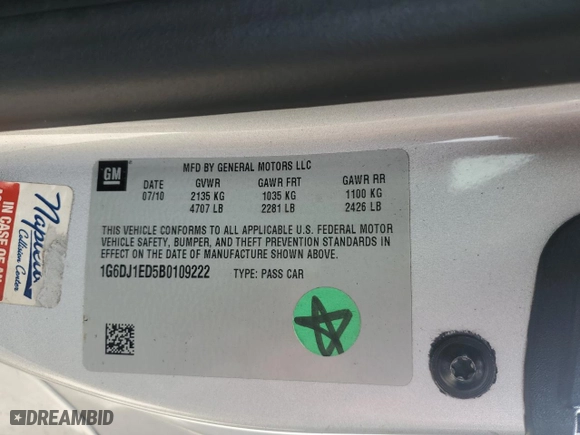 GM
MFD BY GENERAL MOTORS LLC
DATE GVWR GAWR FRT GAWR RR
07/10 2135 KG 1035 KG 1100 KG
4707 LB 2281 LB 2426 LB
THIS VEHICLE CONFORMS TO ALL APPLICABLE U.S. FEDERAL MOTOR
VEHICLE SAFETY, BUMPER, AND THEFT PREVENTION STANDARDS IN
EFFECT ON THE DATE OF MANUFACTURE SHOWN ABOVE.
1G6DJ1ED5B0109222 TYPE: PASS CAR
Collision Center
IN CASE OF AN
DREAMBID